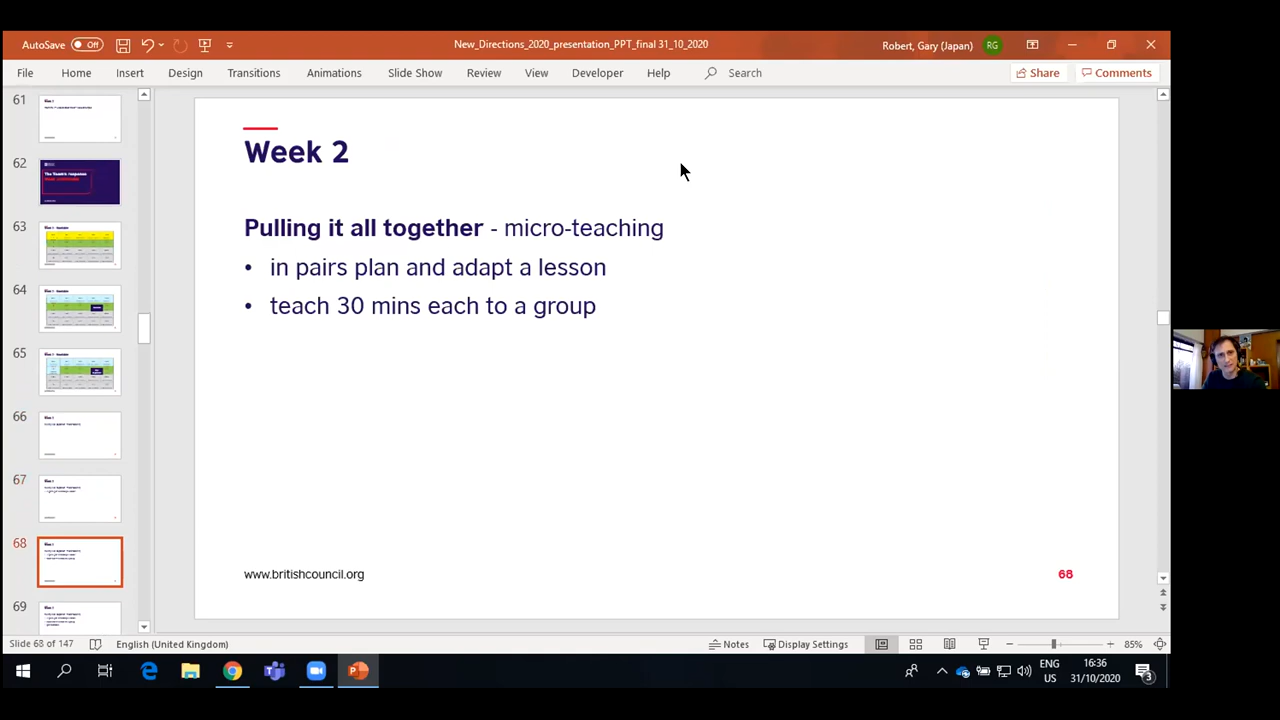 AutoSave Off
New_Directions_2020_presentation_PPT_final 31_10_2020
Robert, Gary (Japan) RG
File Home Insert Design Transitions Animations Slide Show Review View Developer Help Search Share Comments
61
62
63
64
65
66
67
68
69
Week 2
Pulling it all together - micro-teaching
• in pairs plan and adapt a lesson
• teach 30 mins each to a group
www.britishcouncil.org 68
Slide 68 of 147 English (United Kingdom) Notes Display Settings 85%
ENG
US
16:36
31/10/2020
3